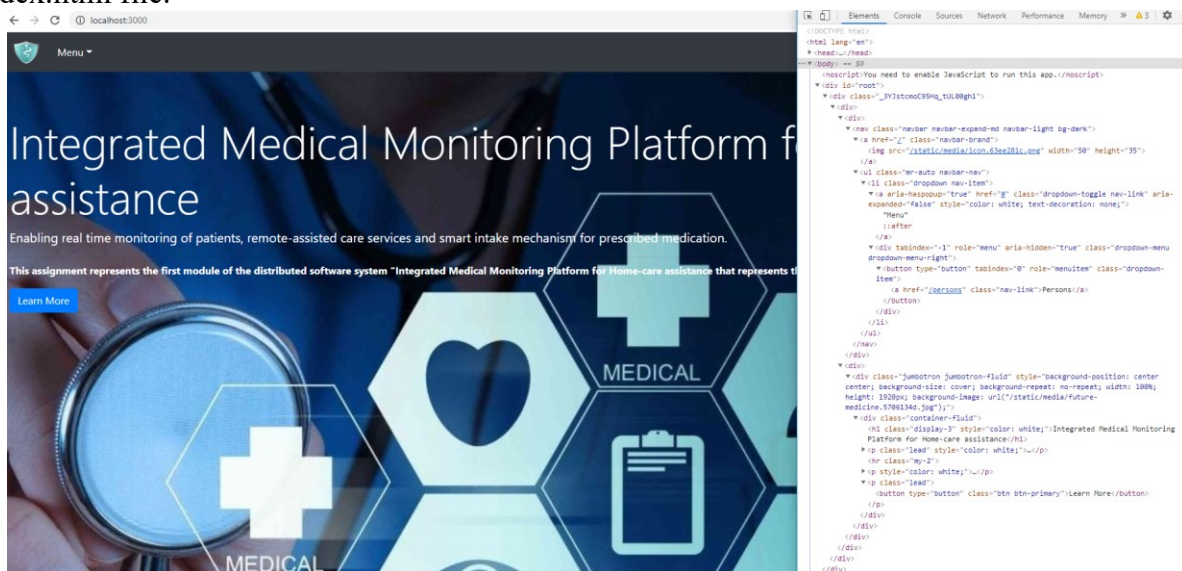 dex.html file.
localhost:3000
Menu
Integrated Medical Monitoring Platform f
assistance
Enabling real time monitoring of patients, remote-assisted care services and smart intake mechanism for prescribed medication.
This assignment represents the first module of the distributed software system "Integrated Medical Monitoring Platform for Home-care assistance that represents t
Learn More
MEDICAL
MEDICAL
Elements Console Sources Network Performance Memory » 3
<!DOCTYPE html>
<html lang="en">
<head>…</head>
<body> == $0
<noscript>You need to enable JavaScript to run this app.</noscript>
<div id="root">
<div class="_3YJstcmoC95Hq_tUL00ghl">
<div>
<div>
<nav class="navbar navbar-expand-md navbar-light bg-dark">
<a href="/" class="navbar-brand">
<img src="/static/media/icon.63ee281c.png" width="50" height="35">
</a>
<ul class="mr-auto navbar-nav">
<li class="dropdown nav-item">
<a aria-haspopup="true" href="#" class="dropdown-toggle nav-link" aria-
expanded="false" style="color: white; text-decoration: none;">
"Menu"
::after
</a>
<div tabindex="-1" role="menu" aria-hidden="true" class="dropdown-menu
dropdown-menu-right">
<button type="button" tabindex="0" role="menuitem" class="dropdown-
item">
<a href="/persons" class="nav-link">Persons</a>
</button>
</div>
</li>
</ul>
</nav>
</div>
<div>
<div class="jumbotron jumbotron-fluid" style="background-position: center
center; background-size: cover; background-repeat: no-repeat; width: 100%;
height: 1920px; background-image: url("/static/media/future-
medicine.5706134d.jpg");">
<div class="container-fluid">
<h1 class="display-3" style="color: white;">Integrated Medical Monitoring
Platform for Home-care assistance</h1>
<p class="lead" style="color: white;">…</p>
<hr class="my-2">
<p style="color: white;">…</p>
<p class="lead">
<button type="button" class="btn btn-primary">Learn More</button>
</p>
</div>
</div>
</div>
</div>
</div>
</div>